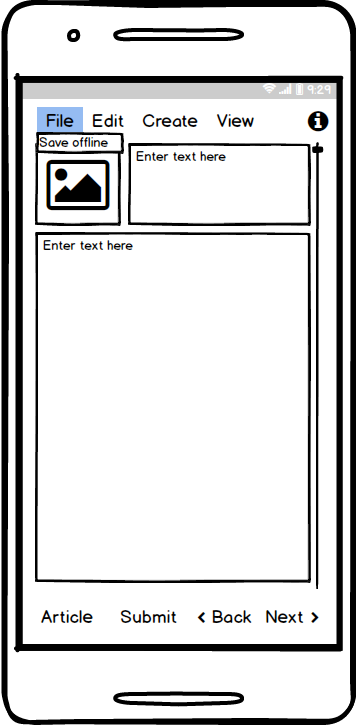 9:29
File Edit Create View
Save offline
Enter text here
Enter text here
Article Submit < Back Next >